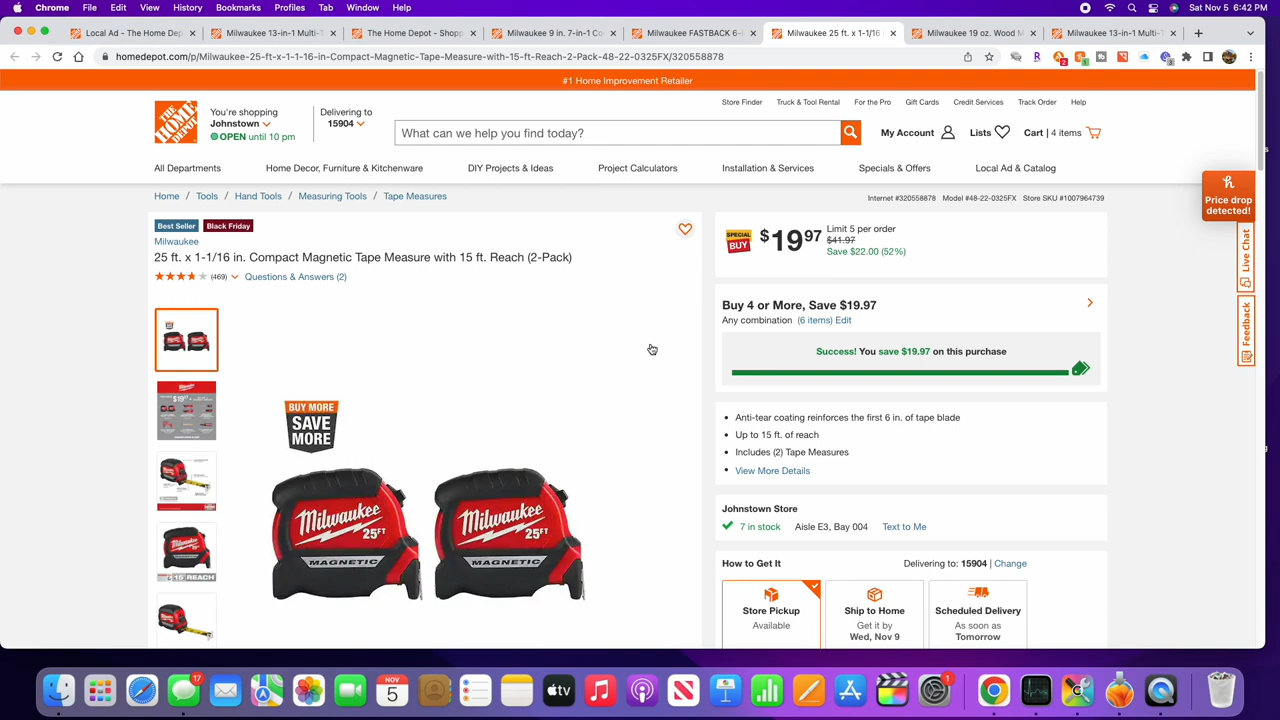 Chrome File Edit View History Bookmarks Profiles Tab Window Help
Sat Nov 5 6:42 PM
Local Ad - The Home De
Milwaukee 13-in-1 Multi-T
The Home Depot - Shopp
Milwaukee 9 in. 7-in-1 Co
Milwaukee FASTBACK 6-i
Milwaukee 25 ft. x 1-1/16
Milwaukee 19 oz. Wood M
Milwaukee 13-in-1 Multi-T
homedepot.com/p/Milwaukee-25-ft-x-1-1-16-in-Compact-Magnetic-Tape-Measure-with-15-ft-Reach-2-Pack-48-22-0325FX/320558878
#1 Home Improvement Retailer
Store Finder Truck & Tool Rental For the Pro Gift Cards Credit Services Track Order Help
THE HOME DEPOT
You're shopping
Johnstown
OPEN until 10 pm
Delivering to
15904
What can we help you find today?
My Account Lists Cart | 4 items
All Departments Home Decor, Furniture & Kitchenware DIY Projects & Ideas Project Calculators Installation & Services Specials & Offers Local Ad & Catalog
Home / Tools / Hand Tools / Measuring Tools / Tape Measures
Internet #320558878 Model #48-22-0325FX Store SKU #1007964739
Price drop
detected!
Live Chat
Feedback
Best Seller Black Friday
Milwaukee
25 ft. x 1-1/16 in. Compact Magnetic Tape Measure with 15 ft. Reach (2-Pack)
(469) Questions & Answers (2)
BUY MORE
SAVE
MORE
Milwaukee
25FT
MAGNETIC
Milwaukee
25FT
MAGNETIC
SPECIAL
BUY
$19 97
Limit 5 per order
$41.97
Save $22.00 (52%)
Buy 4 or More, Save $19.97
Any combination (6 items) Edit
Success! You save $19.97 on this purchase
Anti-tear coating reinforces the first 6 in. of tape blade
Up to 15 ft. of reach
Includes (2) Tape Measures
View More Details
Johnstown Store
7 in stock Aisle E3, Bay 004 Text to Me
How to Get It
Delivering to: 15904 | Change
Store Pickup
Available
Ship to Home
Get it by
Wed, Nov 9
Scheduled Delivery
As soon as
Tomorrow
17
NOV
5
tv
1